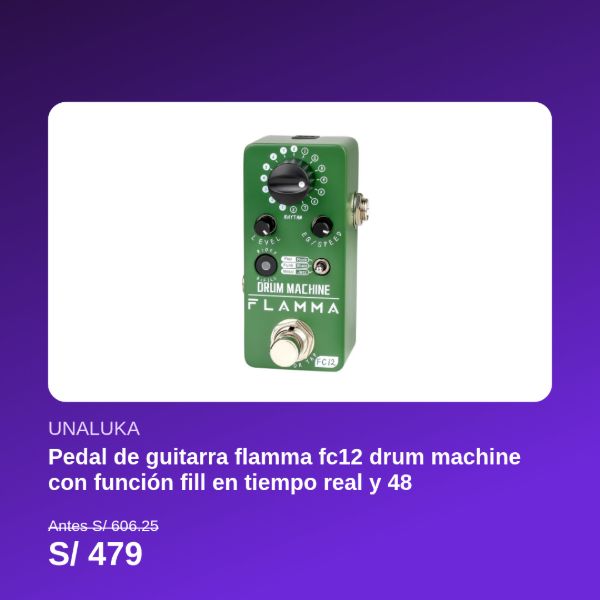 RHYTHM
LEVEL
EQ/SPEED
DRUM MACHINE
FLAMMA
FC12
UNALUKA
Pedal de guitarra flamma fc12 drum machine
con función fill en tiempo real y 48
Antes S/ 606.25
S/ 479